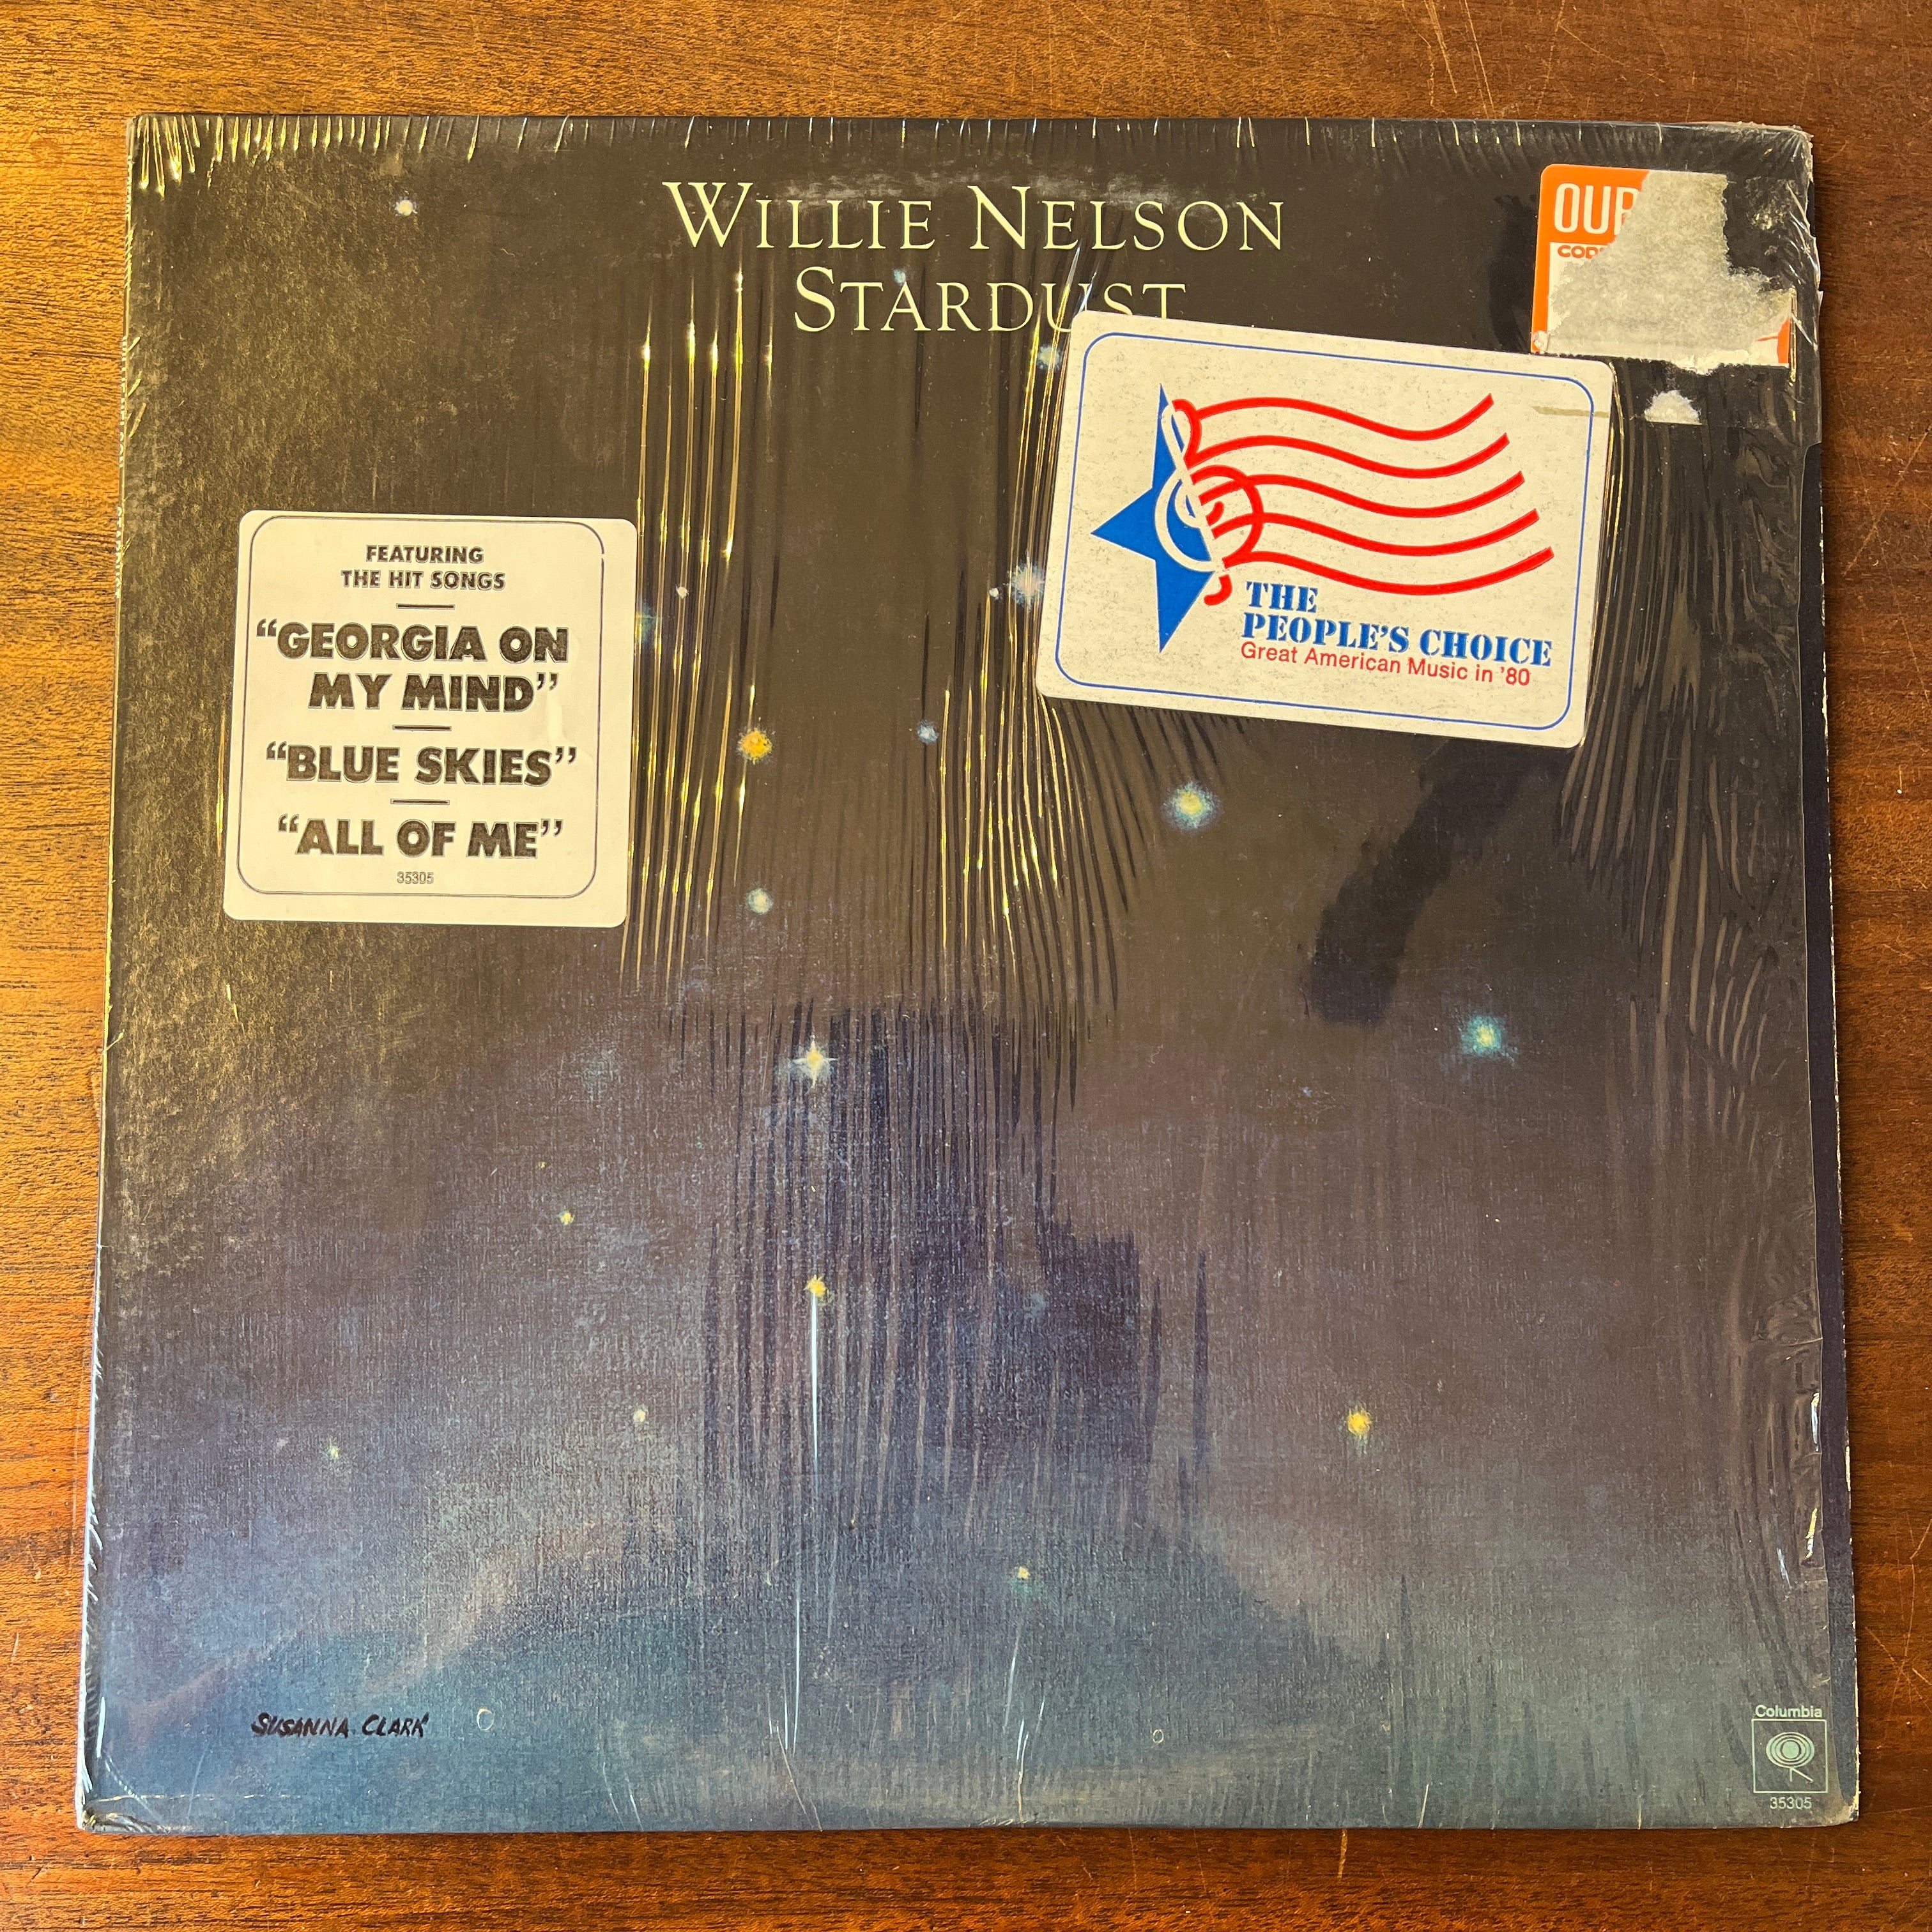 WILLIE NELSON
STARDUST
OUR
FEATURING
THE HIT SONGS
“GEORGIA ON
MY MIND”
“BLUE SKIES”
“ALL OF ME”
35305
THE
PEOPLE’S CHOICE
Great American Music in ’80
SUSANNA CLARK
Columbia
35305